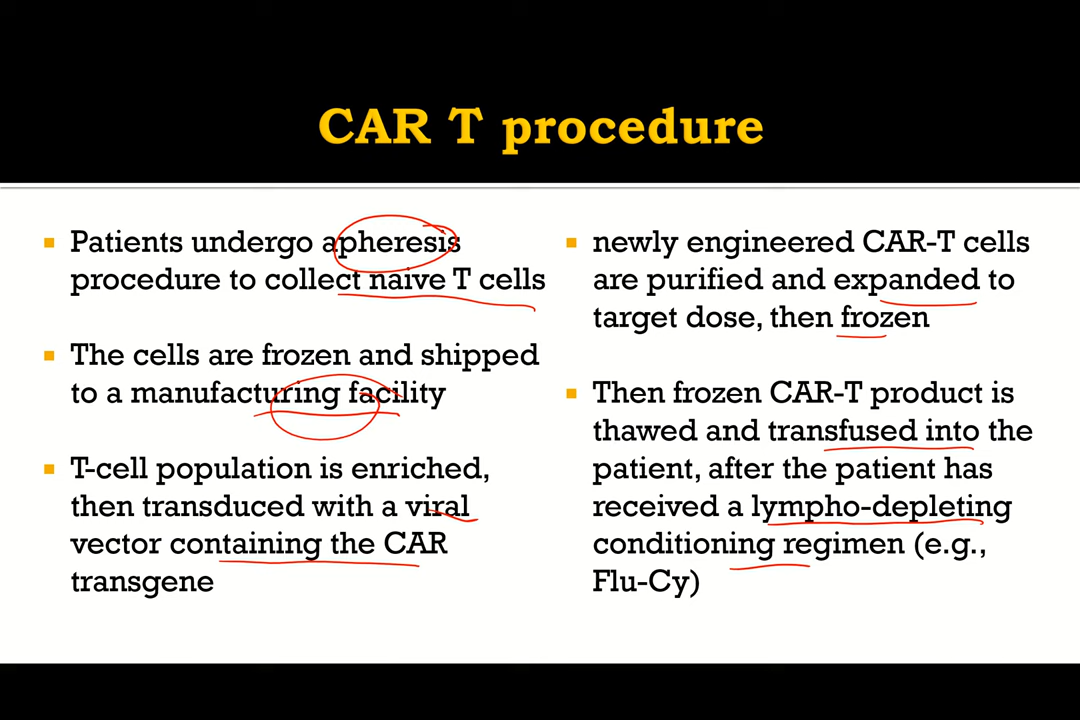 CAR T procedure
Patients undergo apheresis
procedure to collect naive T cells
The cells are frozen and shipped
to a manufacturing facility
T-cell population is enriched,
then transduced with a viral
vector containing the CAR
transgene
newly engineered CAR-T cells
are purified and expanded to
target dose, then frozen
Then frozen CAR-T product is
thawed and transfused into the
patient, after the patient has
received a lympho-depleting
conditioning regimen (e.g.,
Flu-Cy)